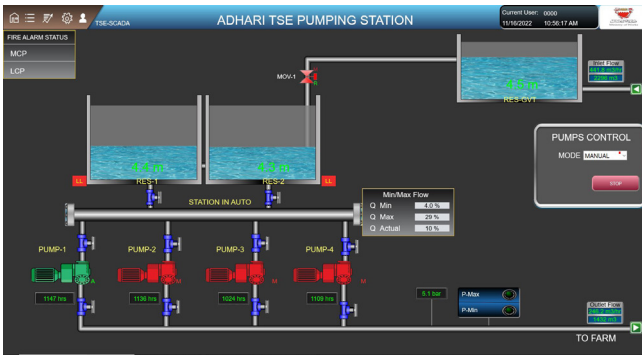 TSE-SCADA
ADHARI TSE PUMPING STATION
Current User: 0000
11/16/2022 10:56:17 AM
FIRE ALARM STATUS
MCP
LCP
MOV-1
RES-GVT
Inlet Flow
2206 m3
PUMPS CONTROL
MODE MANUAL
STOP
LL
RES-1
RES-2
LL
STATION IN AUTO
Min/Max Flow
Q Min 4.0 %
Q Max 29 %
Q Actual 10 %
PUMP-1
PUMP-2
PUMP-3
PUMP-4
A
M
M
M
1147 hrs
1136 hrs
1024 hrs
1109 hrs
5.1 bar
P-Max
P-Min
Outlet Flow
1433 m3
TO FARM